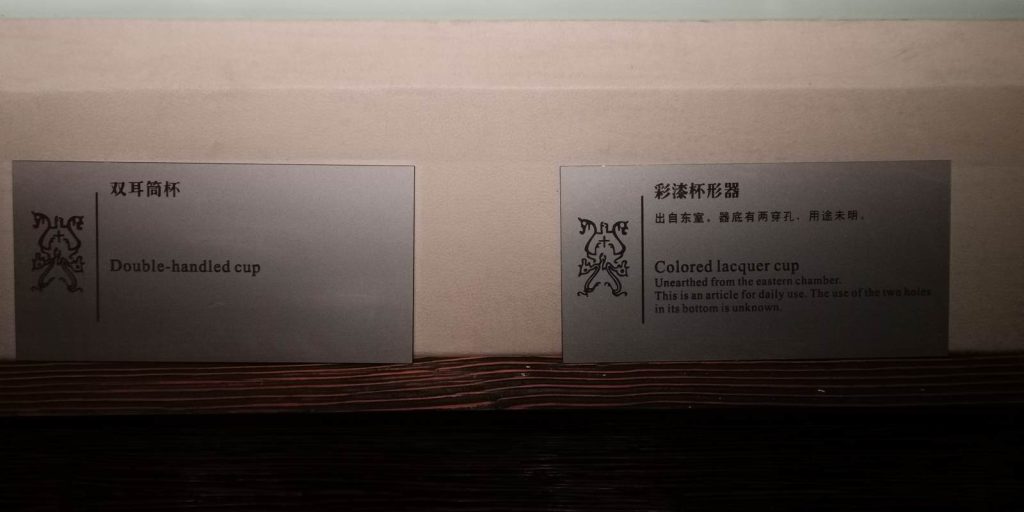 双耳筒杯
Double-handled cup
彩漆杯形器
出自东室。器底有两穿孔，用途未明。
Colored lacquer cup
Unearthed from the eastern chamber.
This is an article for daily use. The use of the two holes
in its bottom is unkoown.